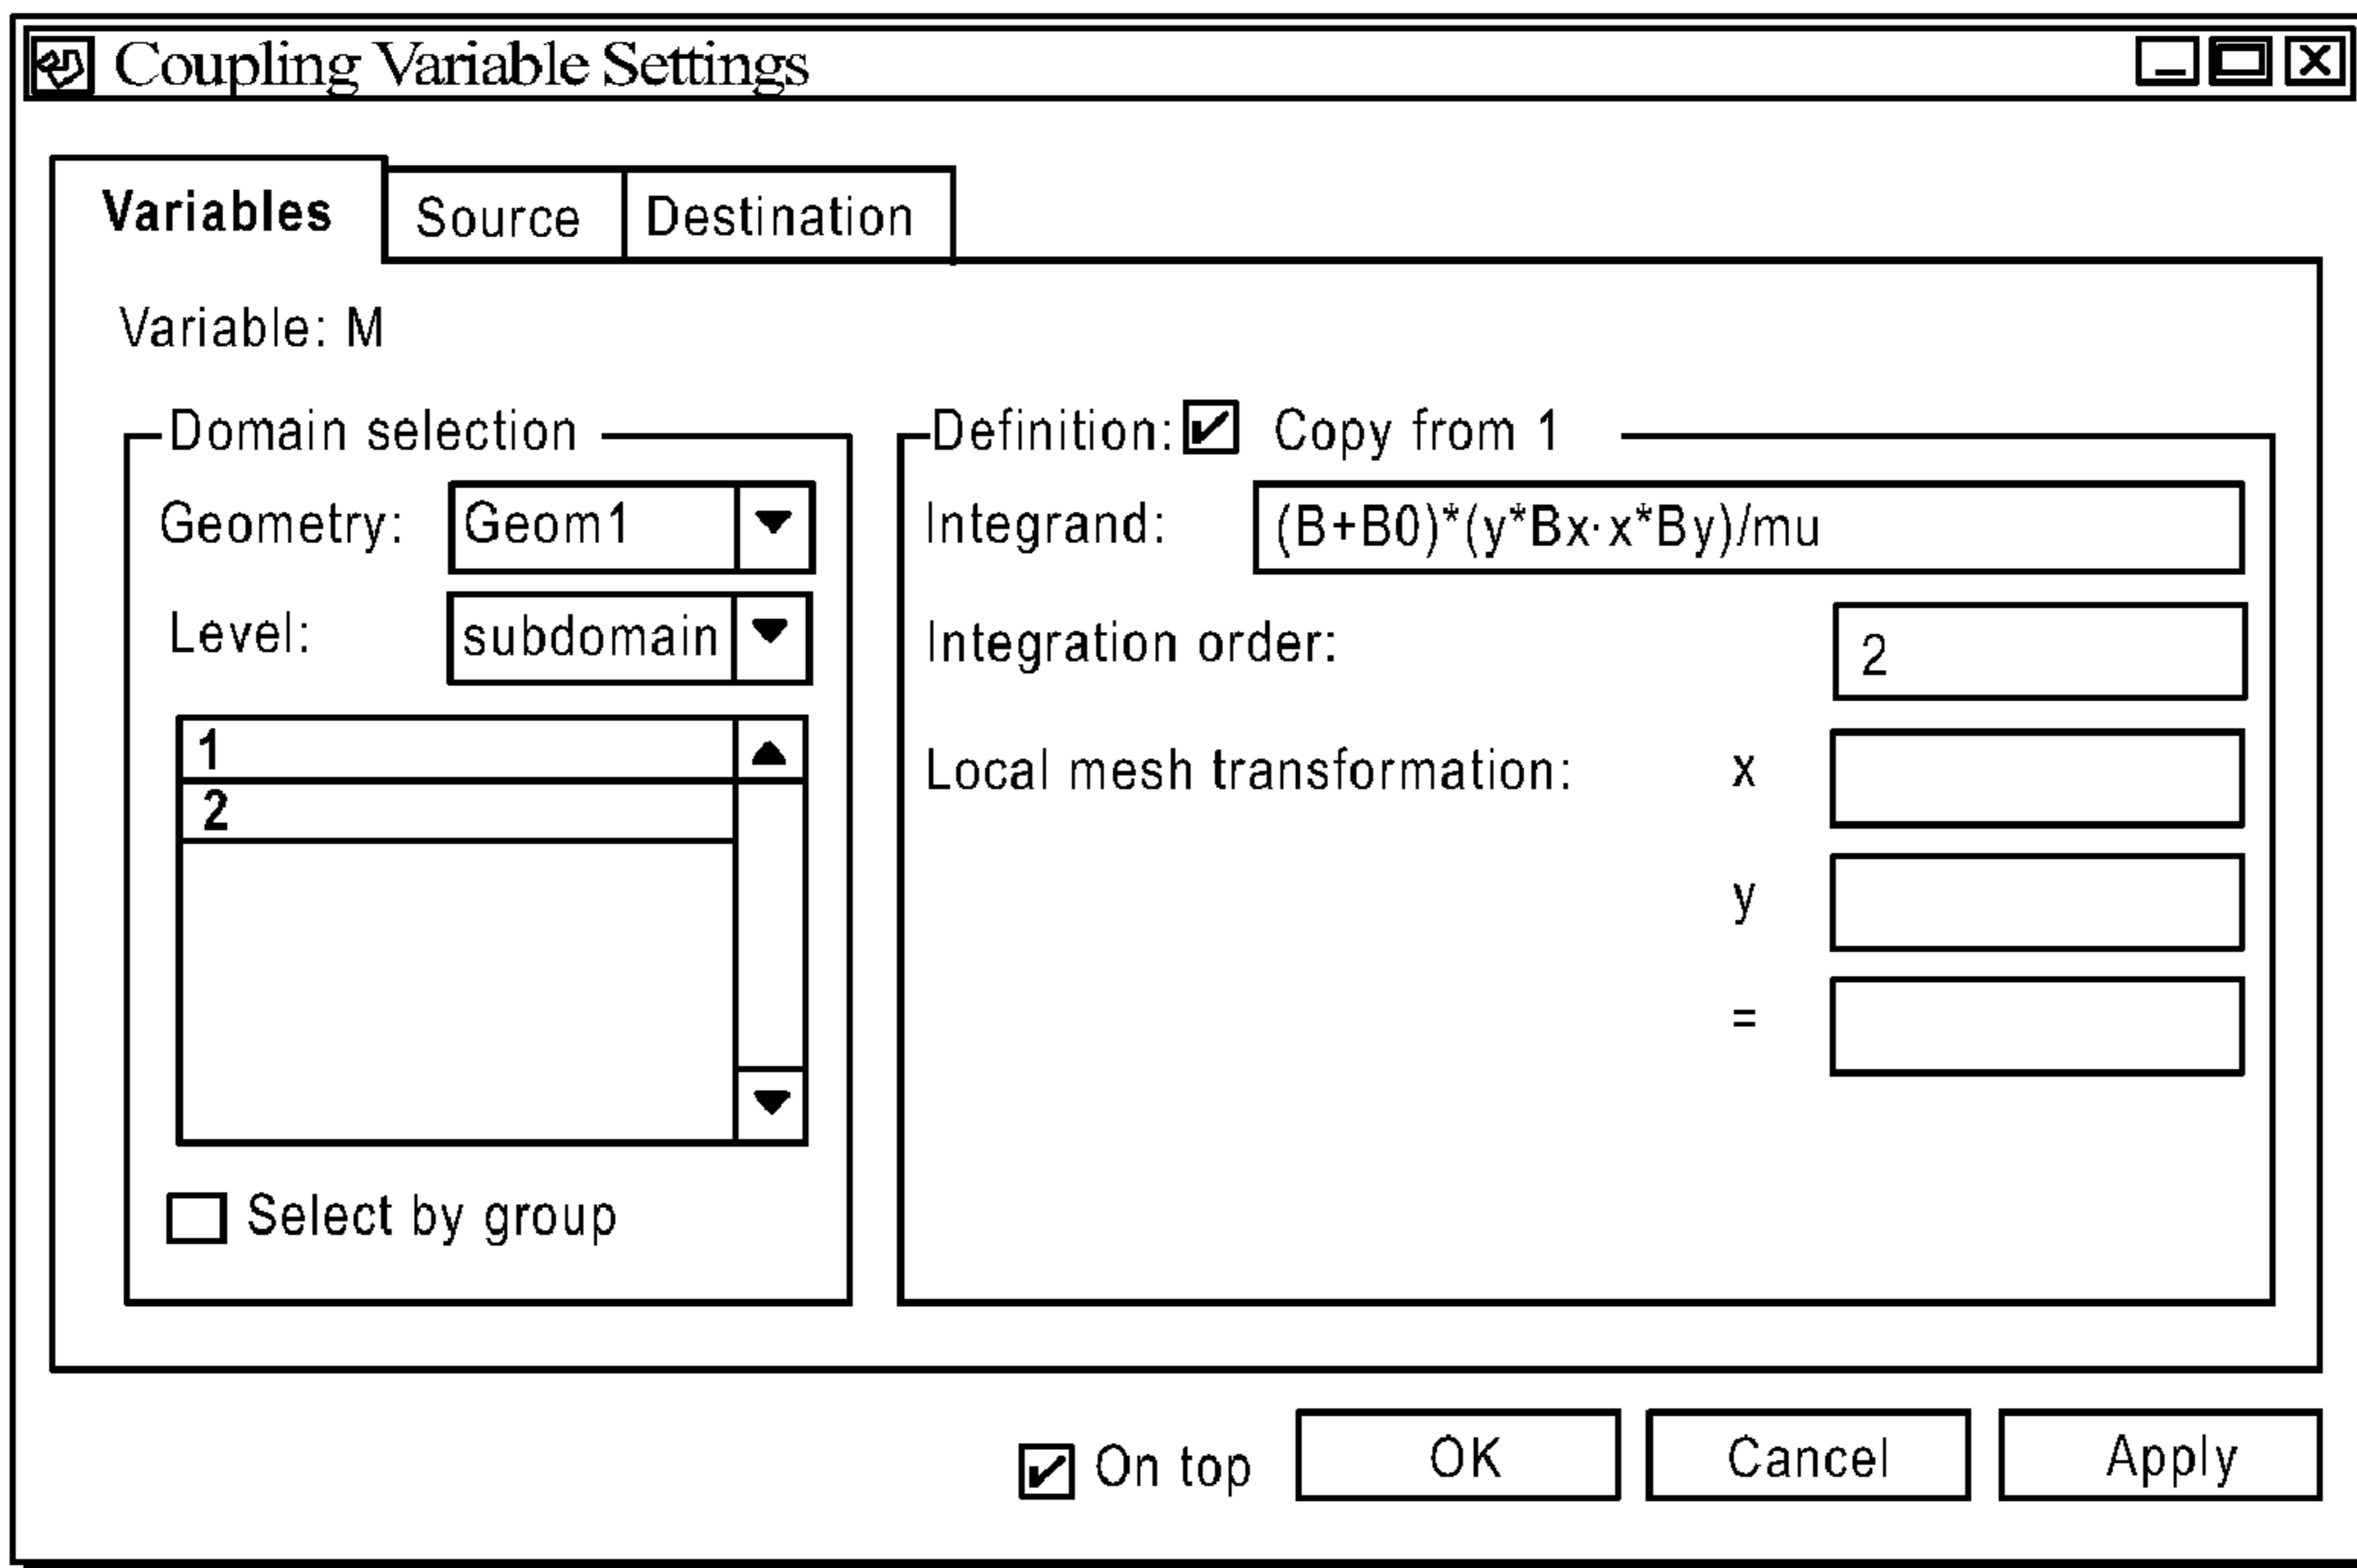 Coupling Variable Settings
Variables Source Destination
Variable: M
Domain selection
Geometry: Geom1
Level: subdomain
1
2
Select by group
Definition: Copy from 1
Integrand: (B+B0)*(y*Bx·x*By)/mu
Integration order: 2
Local mesh transformation: x
y
=
On top OK Cancel Apply